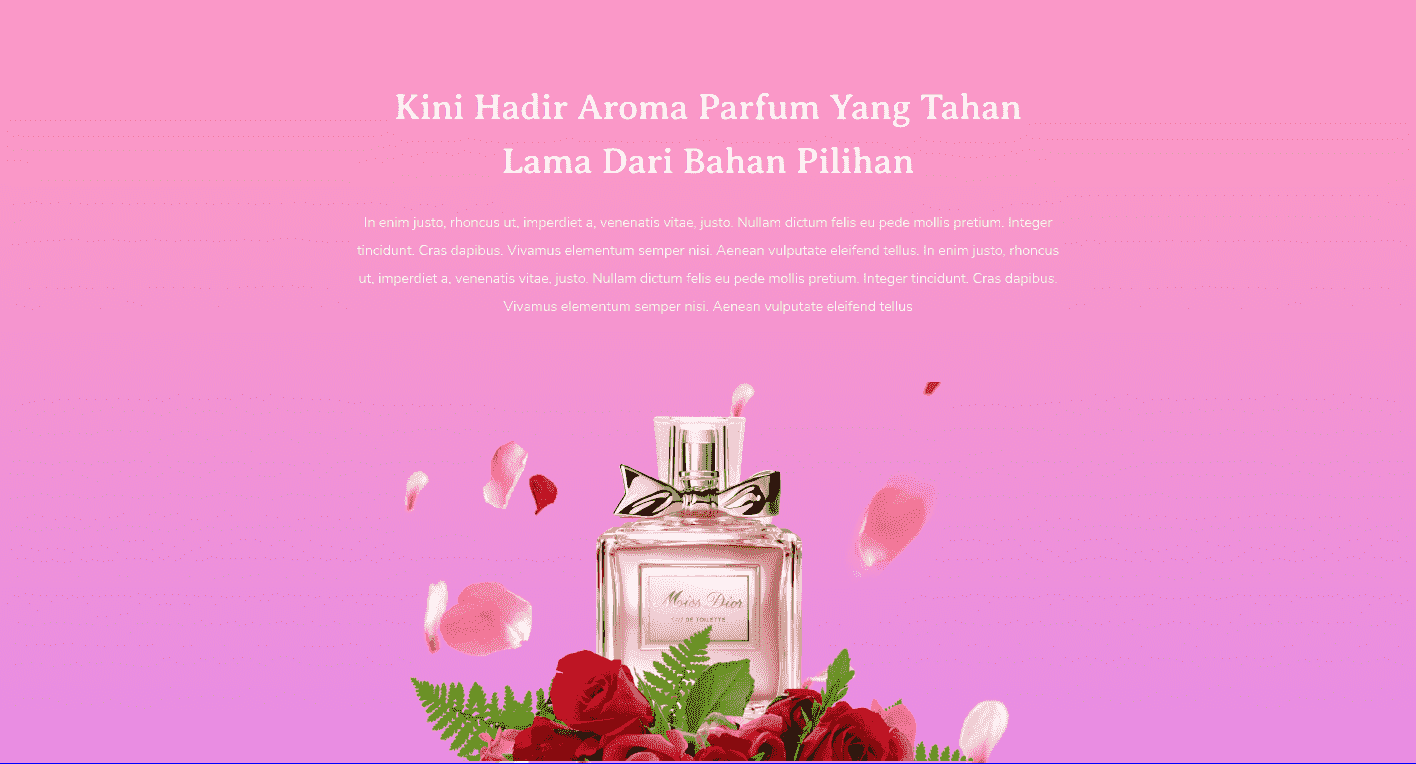 Kini Hadir Aroma Parfum Yang Tahan
Lama Dari Bahan Pilihan
In enim justo, rhoncus ut, imperdiet a, venenatis vitae, justo. Nullam dictum felis eu pede mollis pretium. Integer
tincidunt. Cras dapibus. Vivamus elementum semper nisi. Aenean vulputate eleifend tellus. In enim justo, rhoncus
ut, imperdiet a, venenatis vitae, justo. Nullam dictum felis eu pede mollis pretium. Integer tincidunt. Cras dapibus.
Vivamus elementum semper nisi. Aenean vulputate eleifend tellus
Miss Dior
EAU DE TOILETTE